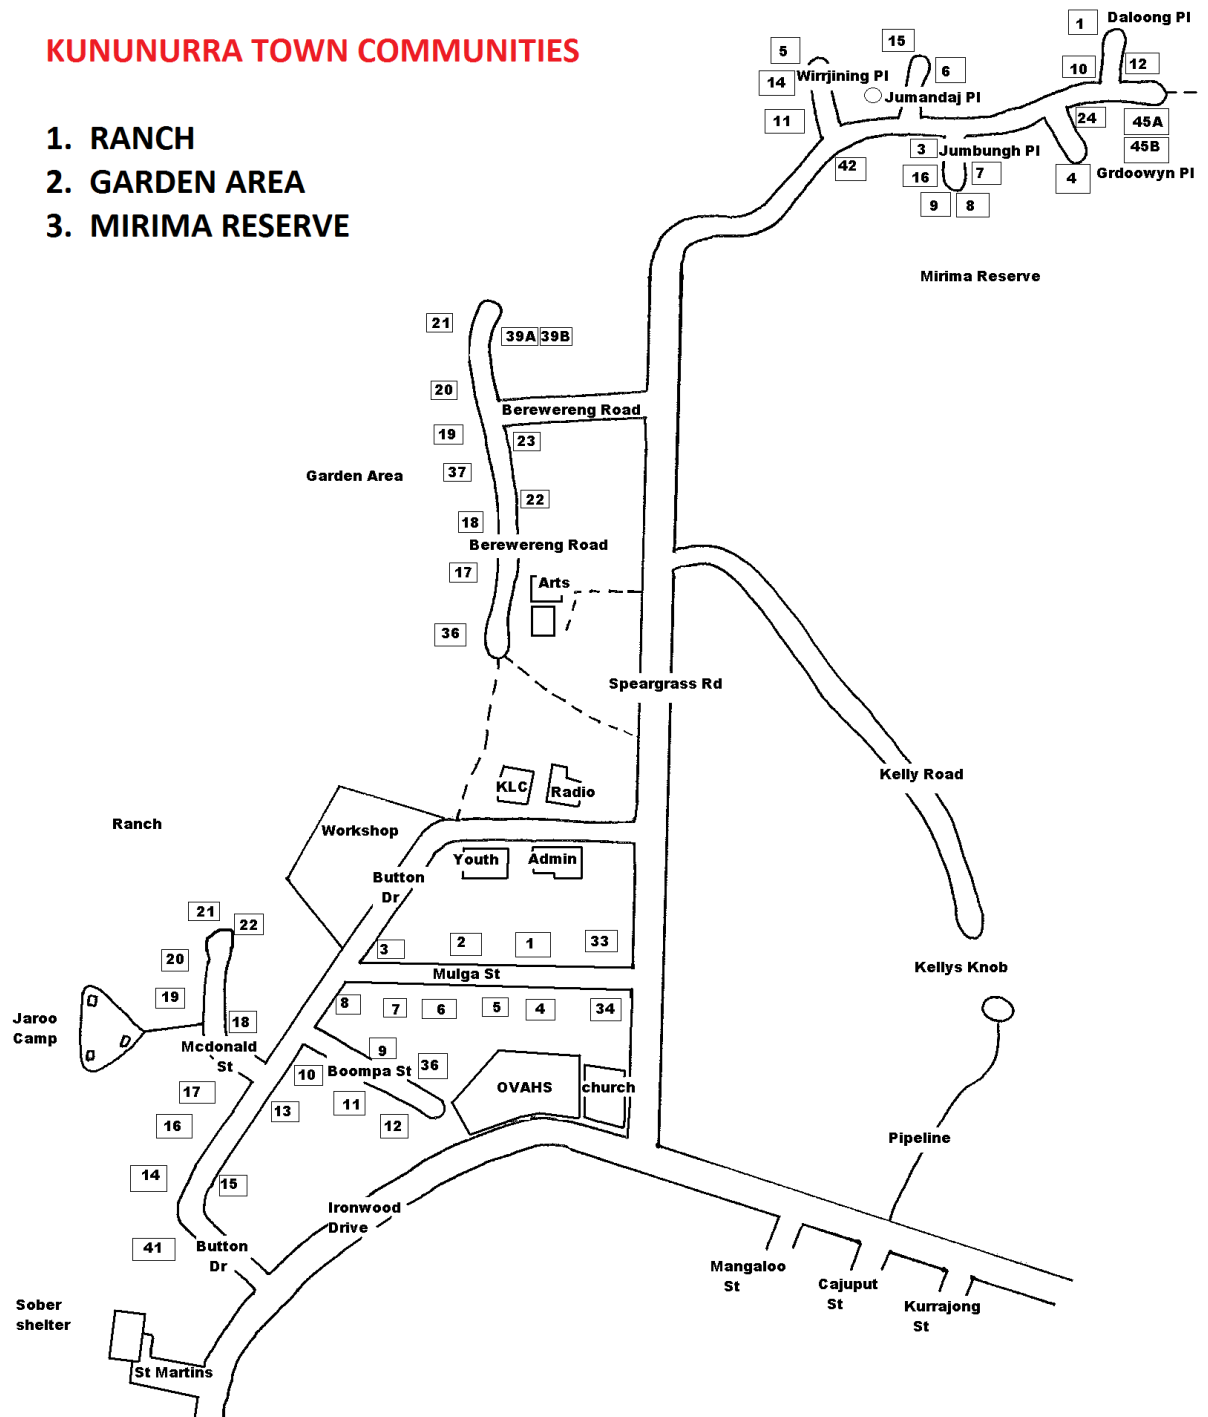 KUNUNURRA TOWN COMMUNITIES
1. RANCH
2. GARDEN AREA
3. MIRIMA RESERVE
1
Daloong Pl
5
15
14
Wirrjining Pl
6
10
12
Jumandaj Pl
11
24
45A
3
Jumbungh Pl
45B
42
16
7
4
Grdoowyn Pl
9
8
Mirima Reserve
21
39A
39B
20
Berewereng Road
19
23
37
Garden Area
22
18
Berewereng Road
17
Arts
36
Speargrass Rd
Kelly Road
KLC
Radio
Ranch
Workshop
Youth
Admin
Button
Dr
21
22
3
2
1
33
20
Mulga St
Kellys Knob
19
8
7
6
5
4
34
Jaroo
Camp
18
Mcdonald
St
9
36
10
Boompa St
OVAHS
church
17
13
11
12
16
Pipeline
14
15
Ironwood
Drive
41
Button
Dr
Mangaloo
St
Cajuput
St
Kurrajong
St
Sober
shelter
St Martins